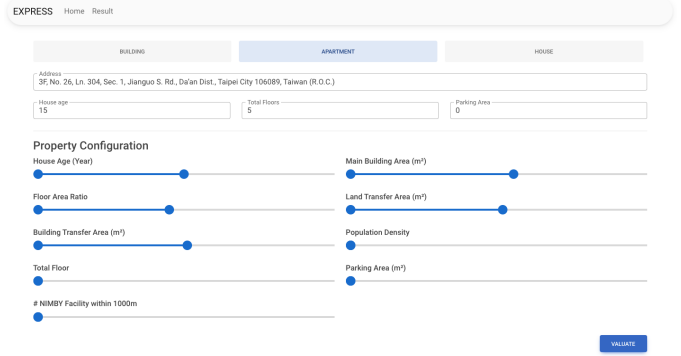 EXPRESS Home Result
BUILDING APARTMENT HOUSE
Address
3F, No. 26, Ln. 304, Sec. 1, Jianguo S. Rd., Da'an Dist., Taipei City 106089, Taiwan (R.O.C.)
House age Total Floors Parking Area
15 5 0
Property Configuration
House Age (Year) Main Building Area (m²)
Floor Area Ratio Land Transfer Area (m²)
Building Transfer Area (m²) Population Density
Total Floor Parking Area (m²)
# NIMBY Facility within 1000m
VALUATE